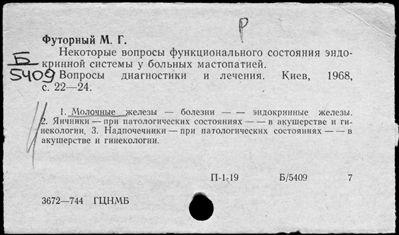 р
Футорный М. Г.
Некоторые вопросы функционального состояния эндо-
кринной системы у больных мастопатией.
Б
5409
Вопросы диагностики и лечения. Киев, 1968,
с. 22—24.
1. Молочные железы — болезни — — эндокринные железы.
2. Яичники — при патологических состояниях — — в акушерстве и ги-
некологии, 3. Надпочечники — при патологических состояниях — — в
акушерстве и гинекологии.
П-1-19 Б/5409 7
3672—744 ГЦНМБ